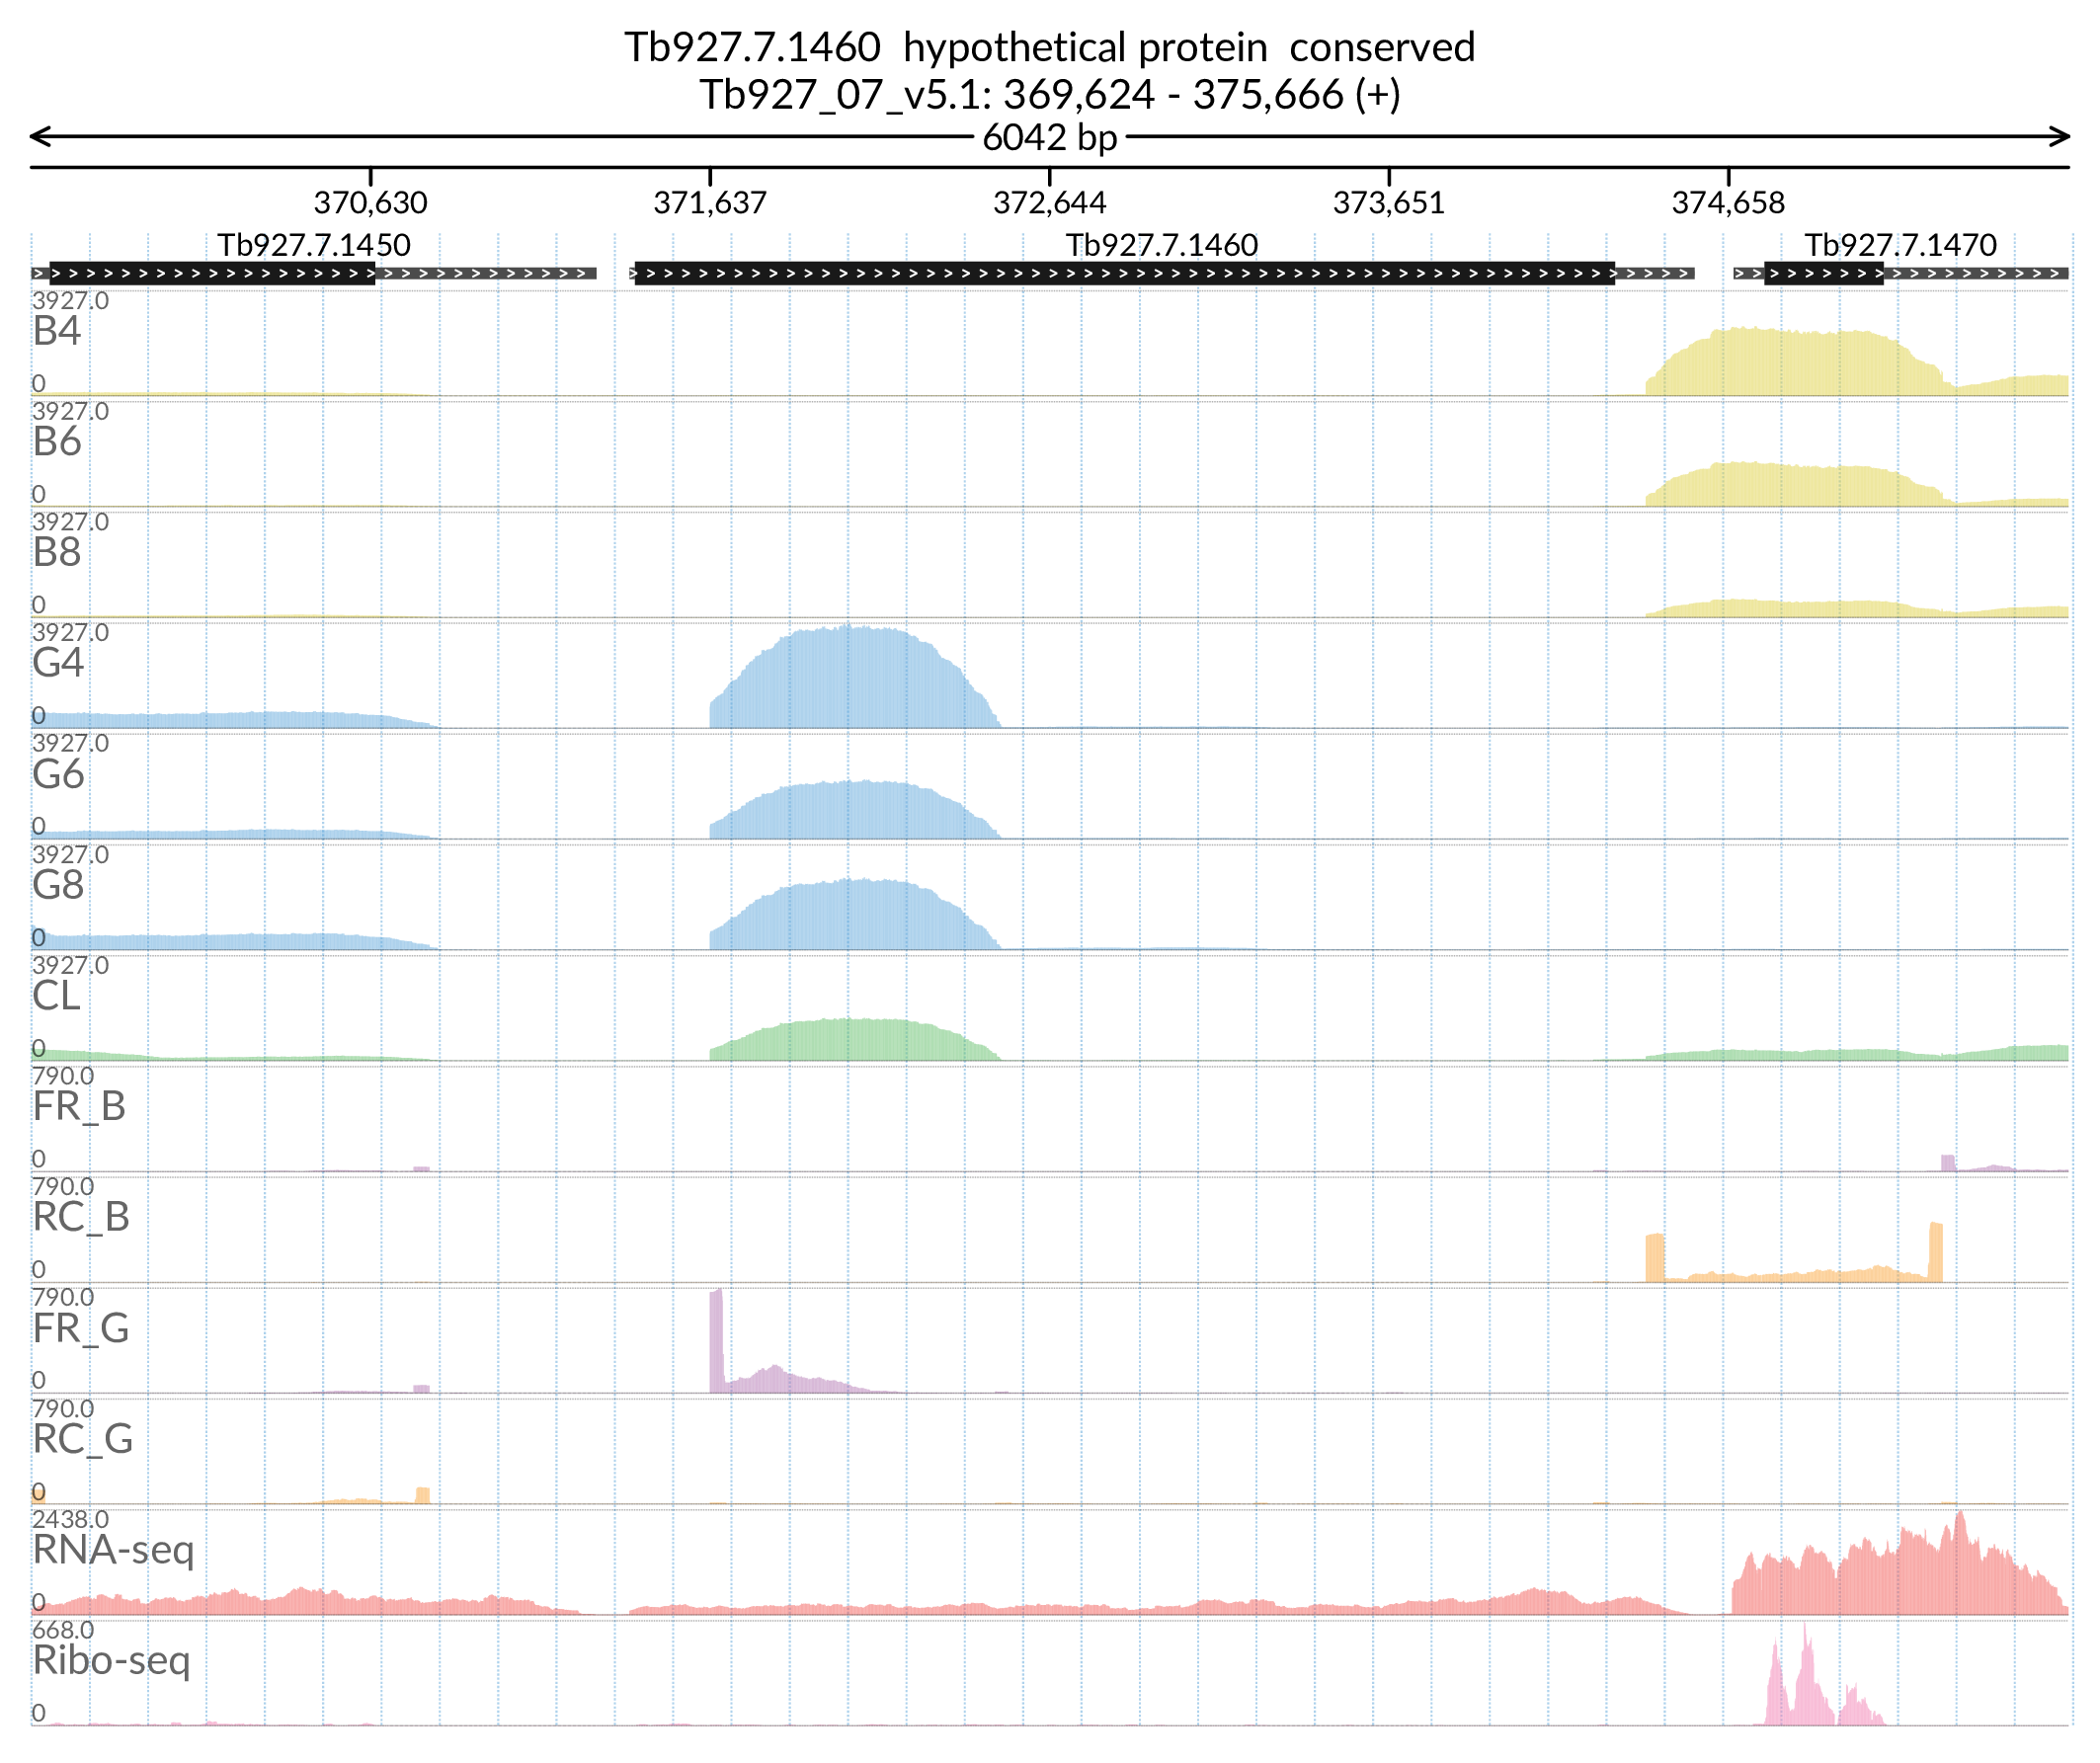 Tb927.7.1460 hypothetical protein conserved
Tb927_07_v5.1: 369,624 - 375,666 (+)
6042 bp
370,630 371,637 372,644 373,651 374,658
Tb927.7.1450 Tb927.7.1460 Tb927.7.1470
3927.0
B4
0
3927.0
B6
0
3927.0
B8
0
3927.0
G4
0
3927.0
G6
0
3927.0
G8
0
3927.0
CL
0
790.0
FR_B
0
790.0
RC_B
0
790.0
FR_G
0
790.0
RC_G
0
2438.0
RNA-seq
0
668.0
Ribo-seq
0